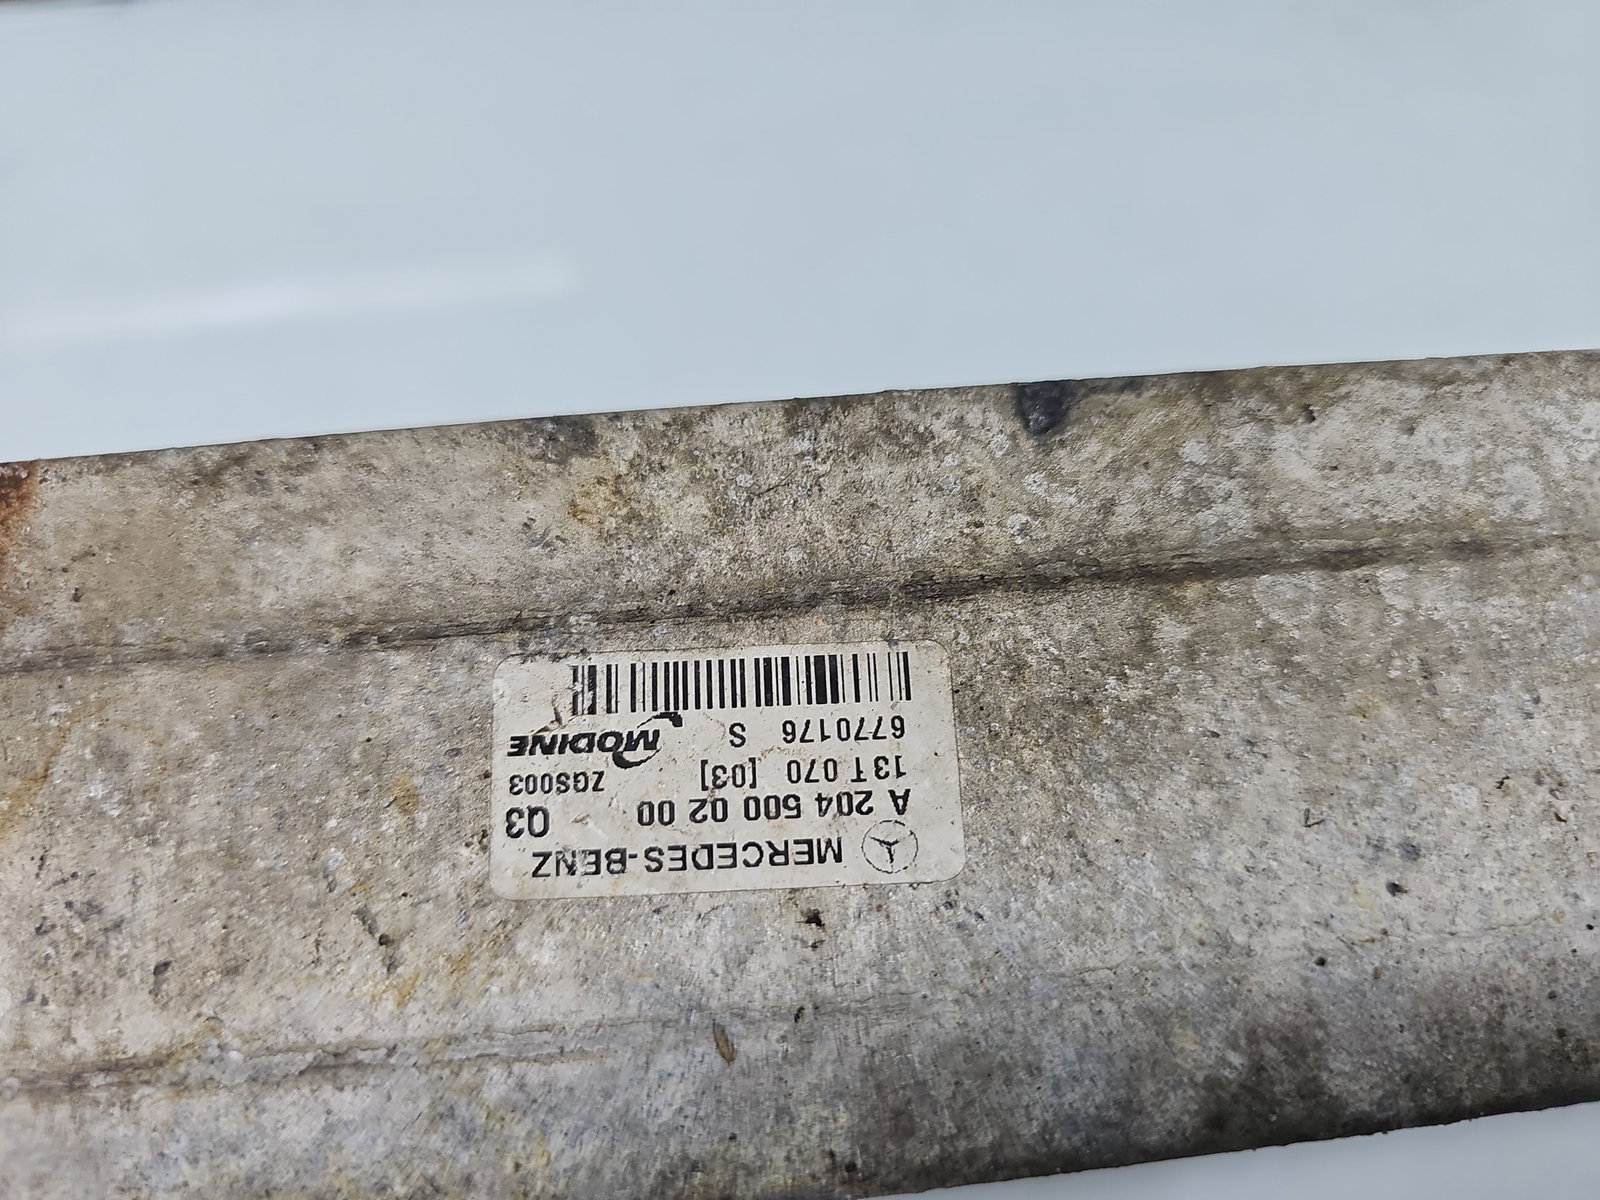 MERCEDES-BENZ
A 204 500 02 00 Q3
13T 070 [03] ZGS003
6770176 S MODINE